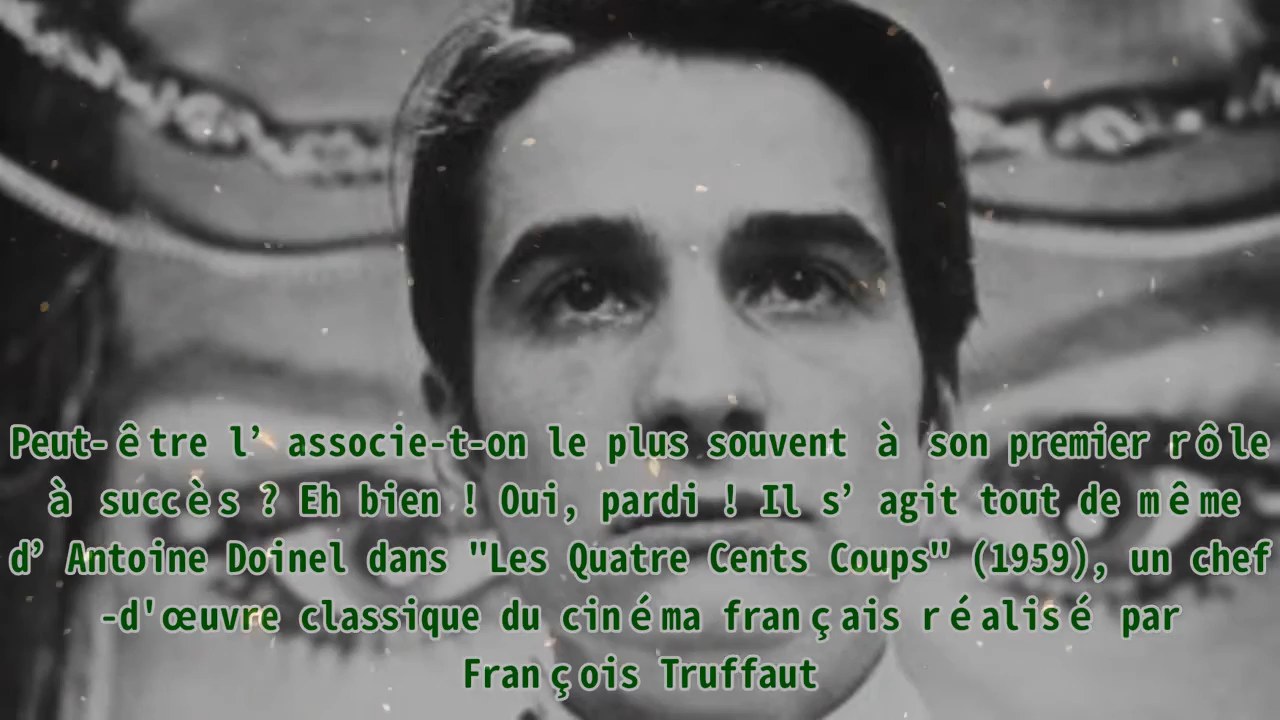 Peut-être l’associe-t-on le plus souvent à son premier rôle
à succès ? Eh bien ! Oui, pardi ! Il s’agit tout de même
d’Antoine Doinel dans "Les Quatre Cents Coups" (1959), un chef
-d'œuvre classique du cinéma français réalisé par
François Truffaut